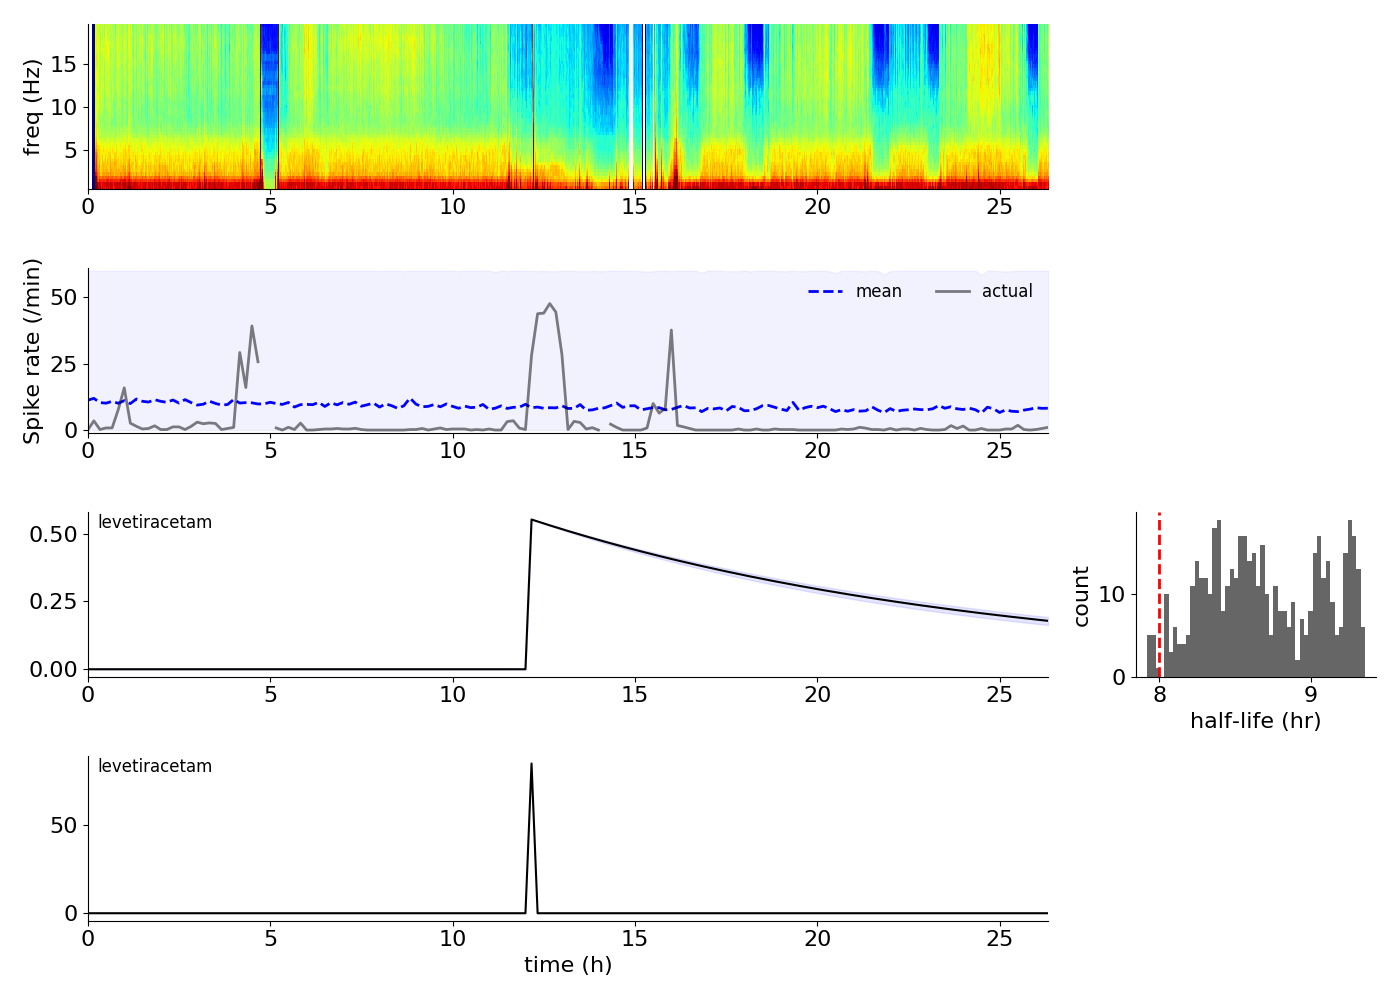 freq (Hz)
15
10
5
0 5 10 15 20 25
Spike rate (/min)
50
25
0
mean actual
0 5 10 15 20 25
levetiracetam
0.50
0.25
0.00
0 5 10 15 20 25
count
10
0
8 9
half-life (hr)
levetiracetam
50
0
0 5 10 15 20 25
time (h)